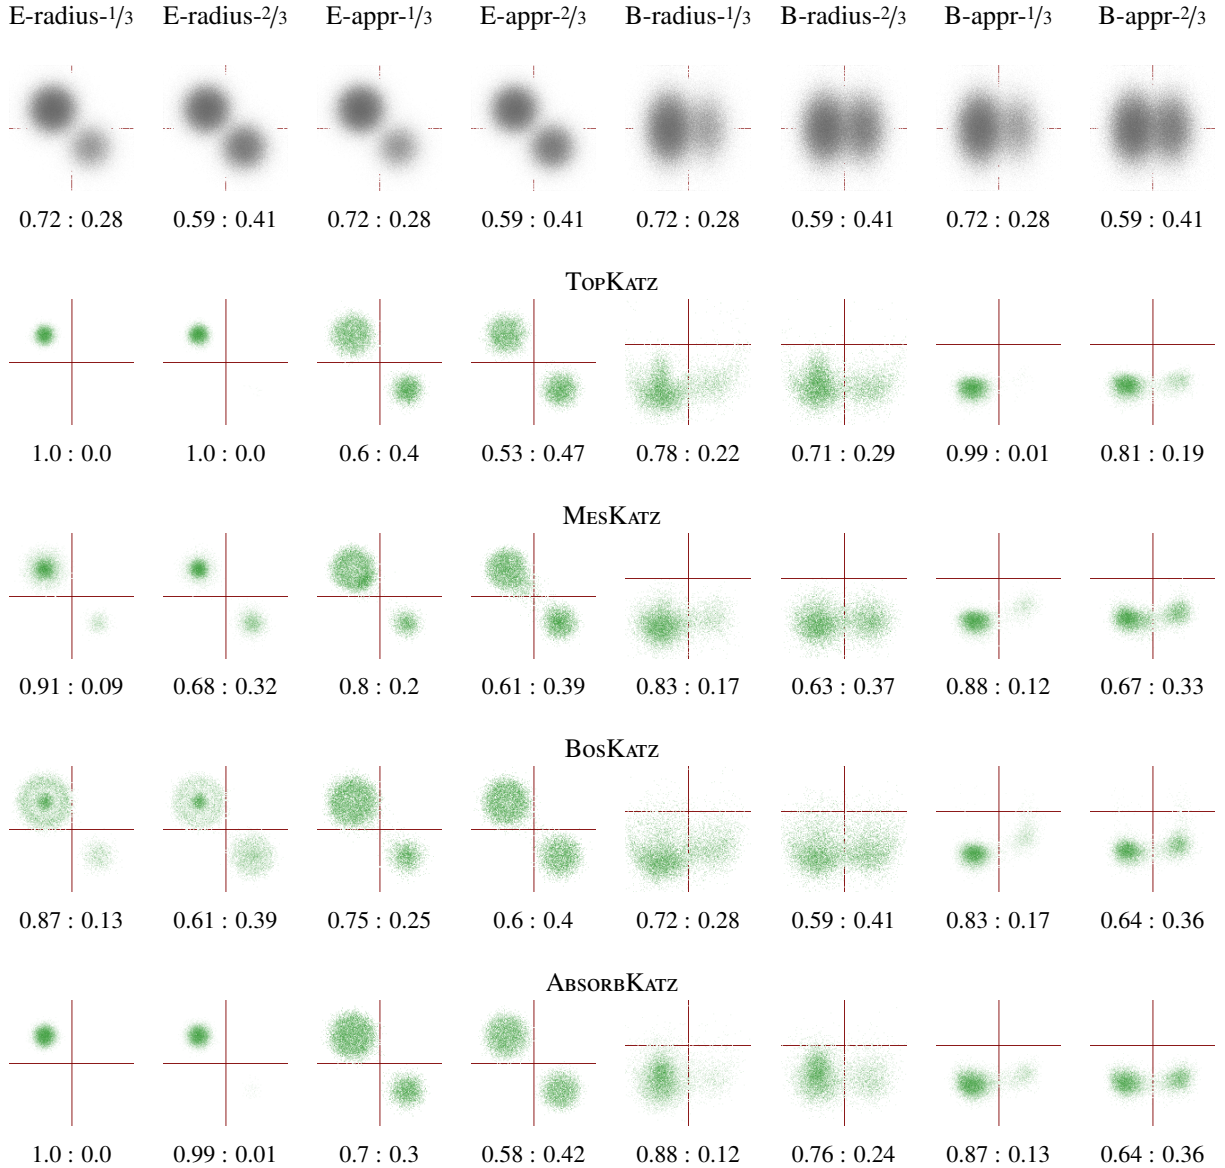 E-radius-1/3 E-radius-2/3 E-appr-1/3 E-appr-2/3 B-radius-1/3 B-radius-2/3 B-appr-1/3 B-appr-2/3
0.72 : 0.28 0.59 : 0.41 0.72 : 0.28 0.59 : 0.41 0.72 : 0.28 0.59 : 0.41 0.72 : 0.28 0.59 : 0.41
TopKatz
1.0 : 0.0 1.0 : 0.0 0.6 : 0.4 0.53 : 0.47 0.78 : 0.22 0.71 : 0.29 0.99 : 0.01 0.81 : 0.19
MesKatz
0.91 : 0.09 0.68 : 0.32 0.8 : 0.2 0.61 : 0.39 0.83 : 0.17 0.63 : 0.37 0.88 : 0.12 0.67 : 0.33
BosKatz
0.87 : 0.13 0.61 : 0.39 0.75 : 0.25 0.6 : 0.4 0.72 : 0.28 0.59 : 0.41 0.83 : 0.17 0.64 : 0.36
AbsorbKatz
1.0 : 0.0 0.99 : 0.01 0.7 : 0.3 0.58 : 0.42 0.88 : 0.12 0.76 : 0.24 0.87 : 0.13 0.64 : 0.36